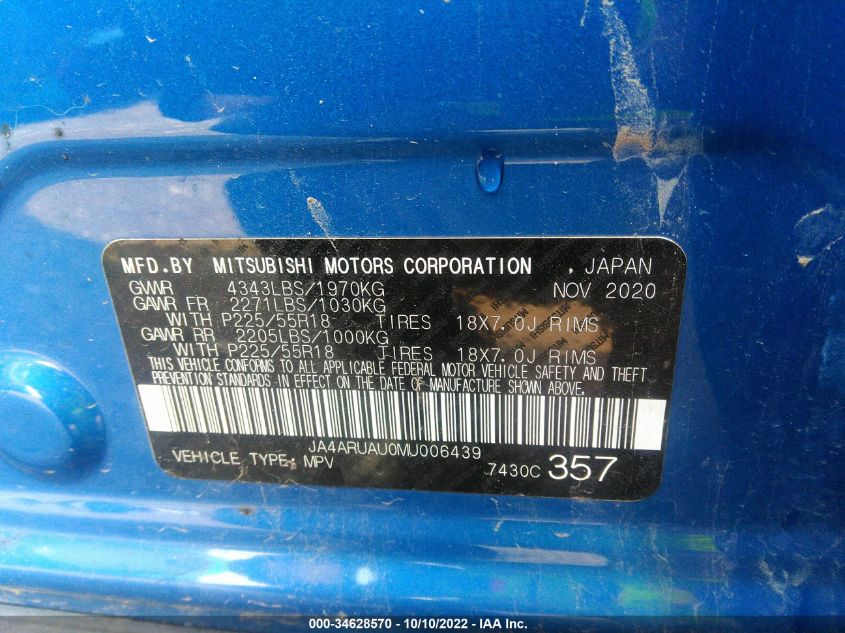 MFD.BY MITSUBISHI MOTORS CORPORATION , JAPAN
GVWR 4343LBS/1970KG NOV 2020
GAWR FR 2271LBS/1030KG
WITH P225/55R18 TIRES 18X7.0J RIMS
GAWR RR 2205LBS/1000KG
WITH P225/55R18 TIRES 18X7.0J RIMS
THIS VEHICLE CONFORMS TO ALL APPLICABLE FEDERAL MOTOR VEHICLE SAFETY AND THEFT
PREVENTION STANDARDS IN EFFECT ON THE DATE OF MANUFACTURE SHOWN ABOVE.
JA4ARUAU0MU006439
VEHICLE TYPE: MPV 7430C 357
000-34628570 - 10/10/2022 - IAA Inc.